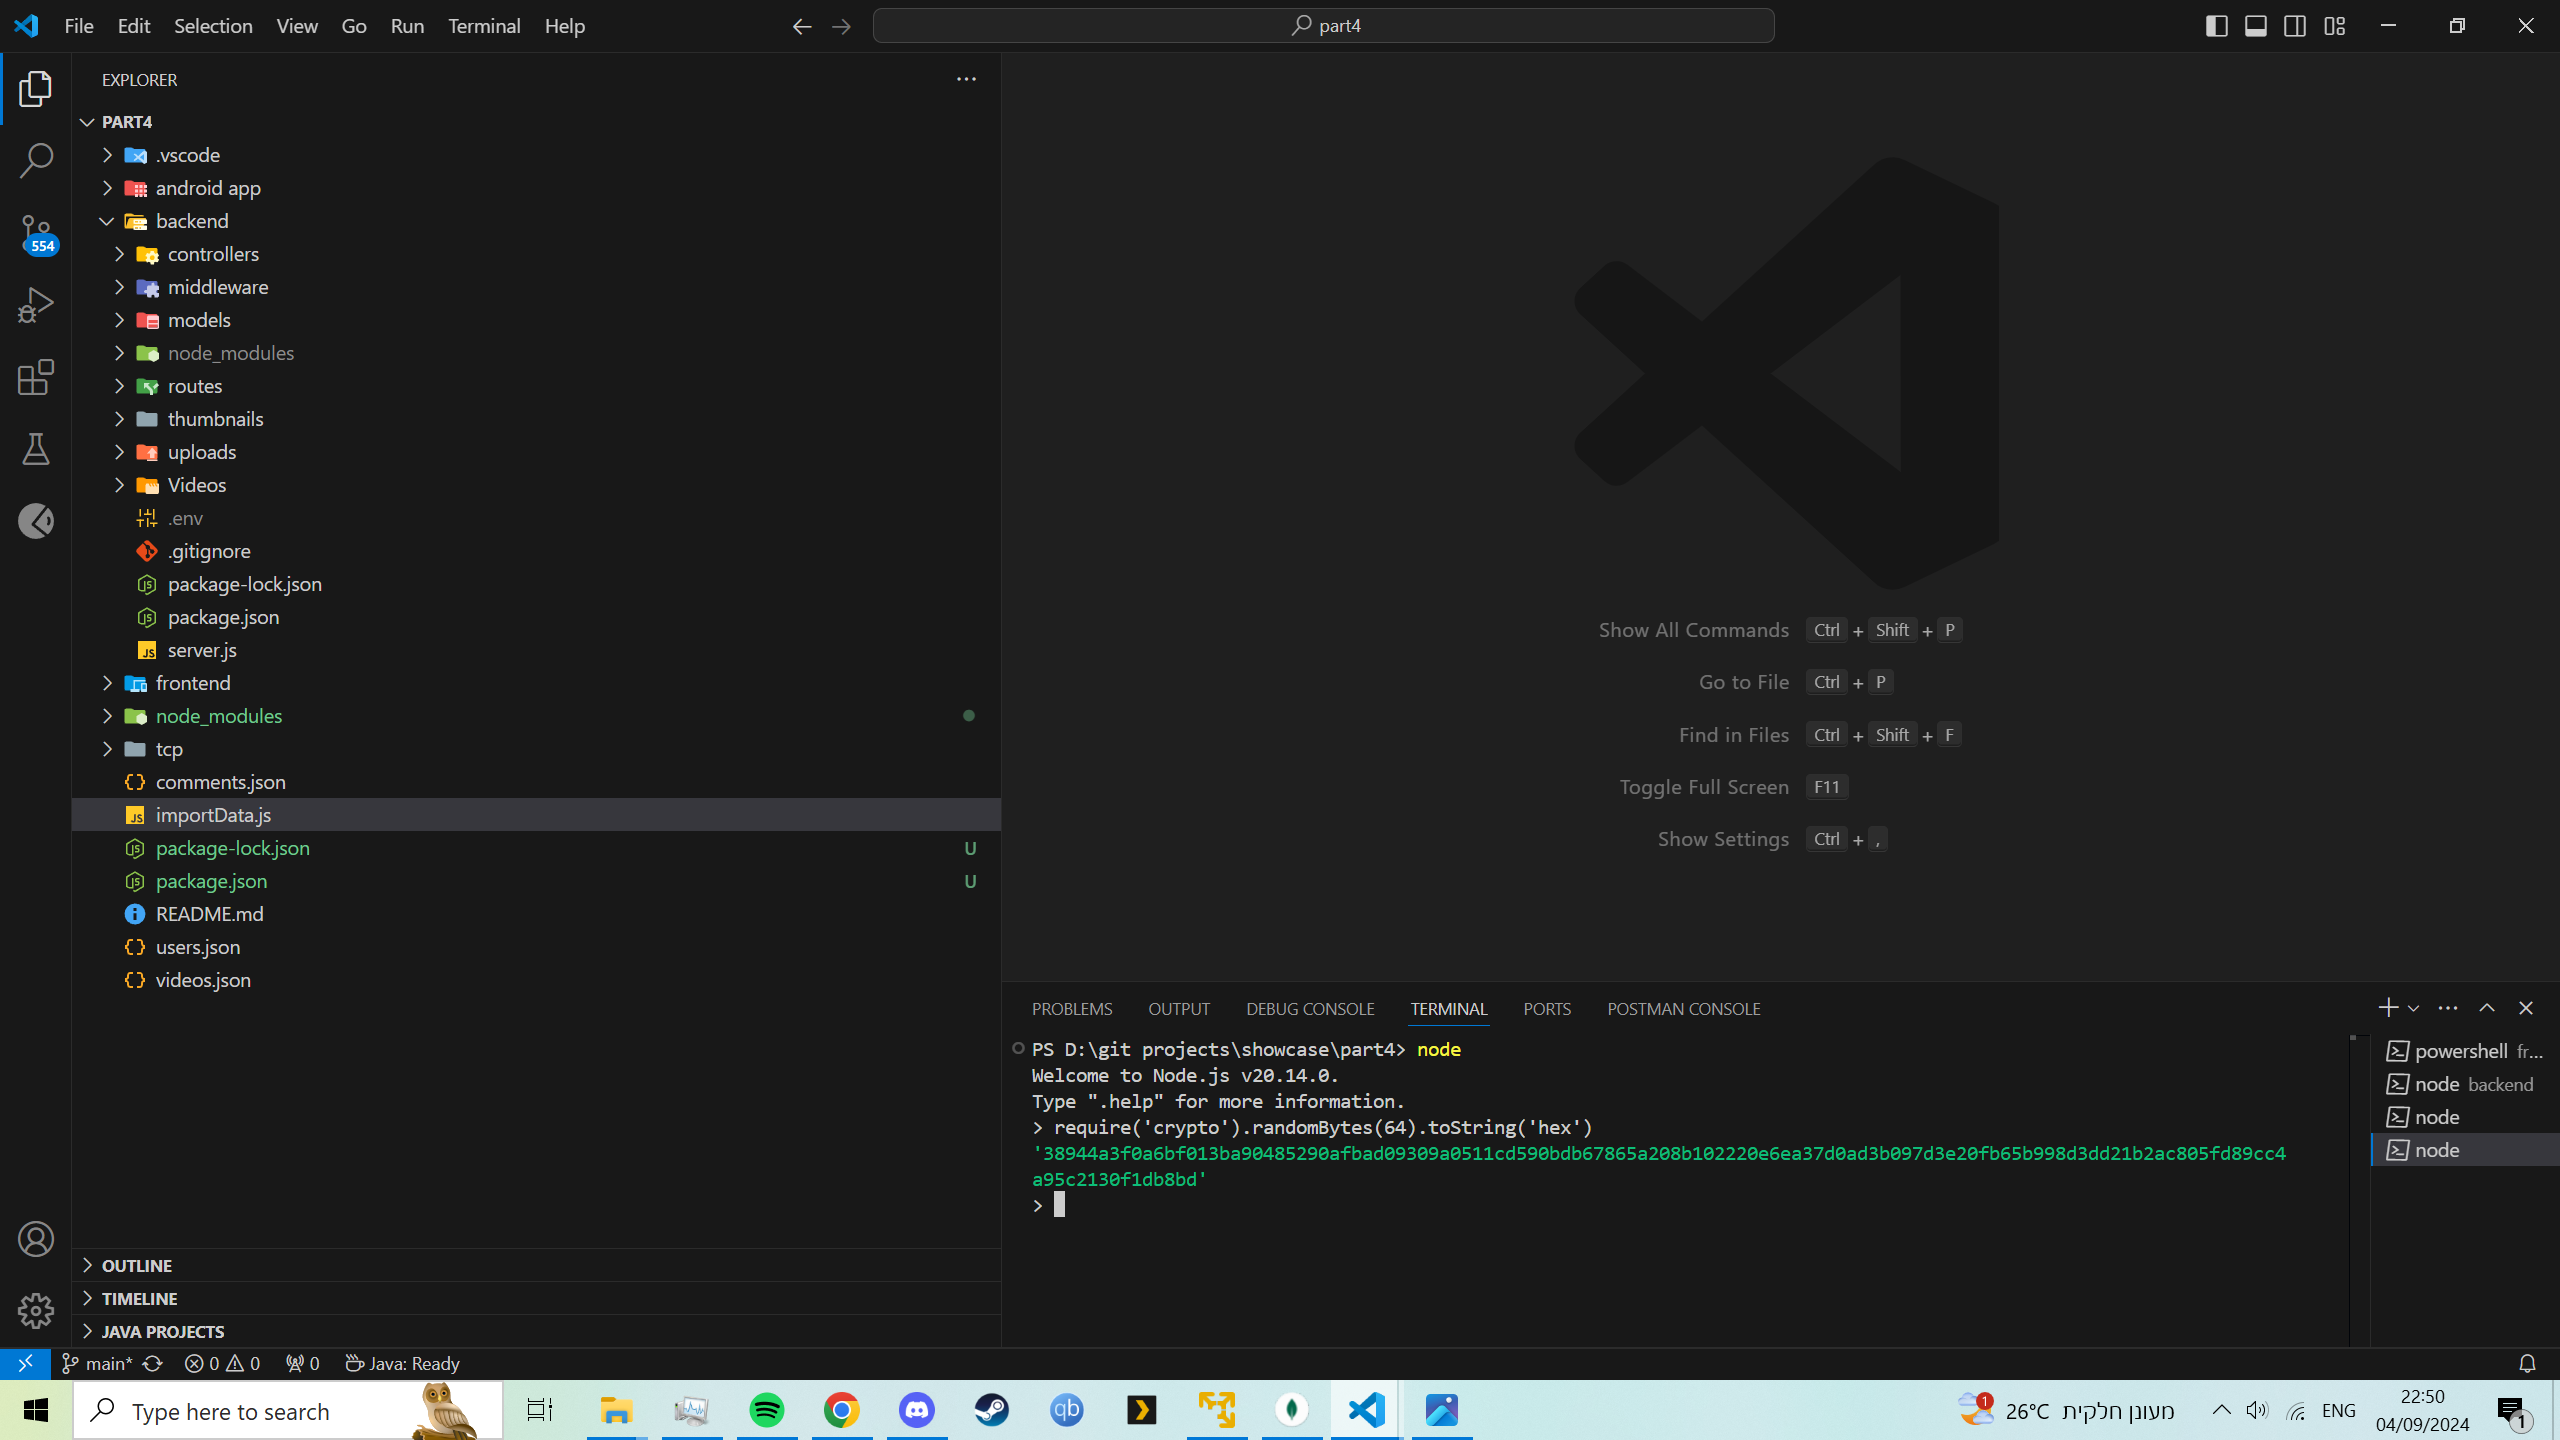 File Edit Selection View Go Run Terminal Help
part4
EXPLORER
PART4
.vscode
android app
backend
controllers
middleware
models
node_modules
routes
thumbnails
uploads
Videos
.env
.gitignore
package-lock.json
package.json
JS server.js
frontend
node_modules
tcp
comments.json
JS importData.js
package-lock.json U
package.json U
README.md
users.json
videos.json
OUTLINE
TIMELINE
JAVA PROJECTS
554
Show All Commands Ctrl + Shift + P
Go to File Ctrl + P
Find in Files Ctrl + Shift + F
Toggle Full Screen F11
Show Settings Ctrl + ,
PROBLEMS OUTPUT DEBUG CONSOLE TERMINAL PORTS POSTMAN CONSOLE
PS D:\git projects\showcase\part4> node
Welcome to Node.js v20.14.0.
Type ".help" for more information.
> require('crypto').randomBytes(64).toString('hex')
'38944a3f0a6bf013ba90485290afbad09309a0511cd590bdb67865a208b102220e6ea37d0ad3b097d3e20fb65b998d3dd21b2ac805fd89cc4
a95c2130f1db8bd'
>
powershell fr...
node backend
node
node
main* 0 0 0 Java: Ready
Type here to search
qb
1
26°C מעונן חלקית
ENG
22:50
04/09/2024
1